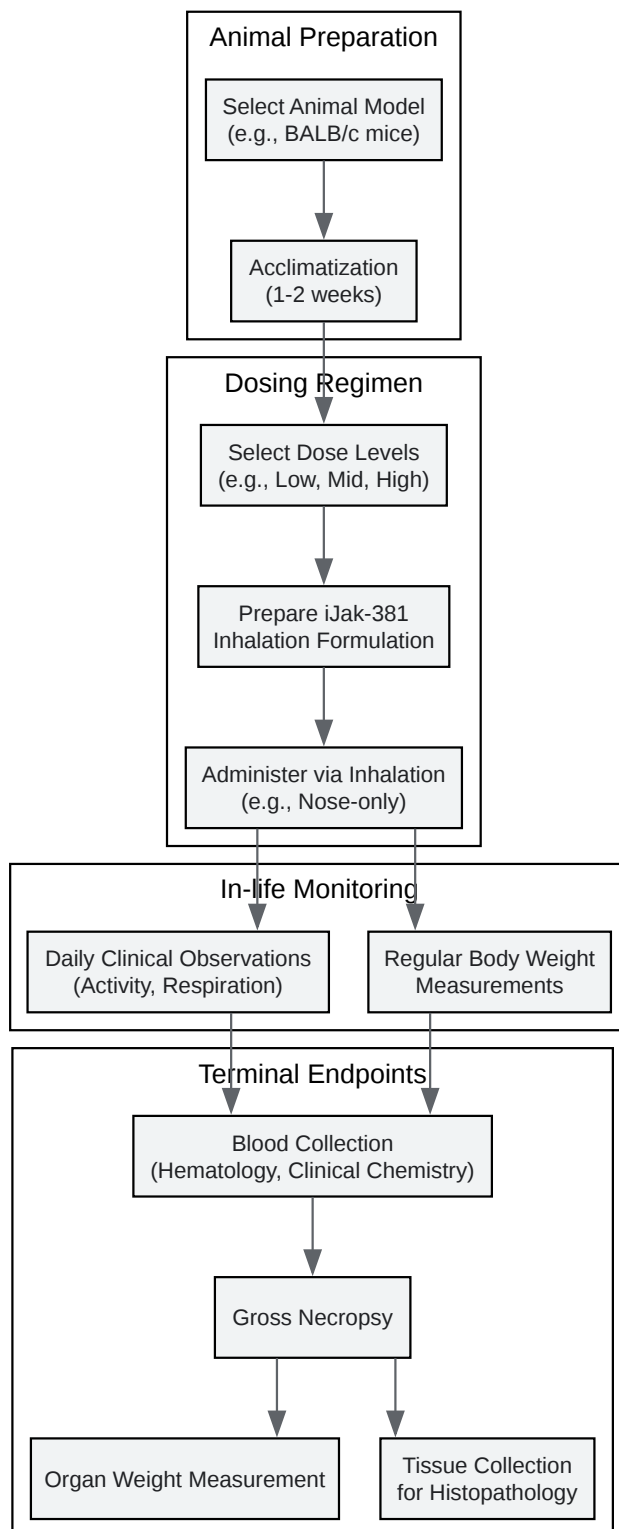 Animal Preparation
Select Animal Model
(e.g., BALB/c mice)
Acclimatization
(1-2 weeks)
Dosing Regimen
Select Dose Levels
(e.g., Low, Mid, High)
Prepare iJak-381
Inhalation Formulation
Administer via Inhalation
(e.g., Nose-only)
In-life Monitoring
Daily Clinical Observations
(Activity, Respiration)
Regular Body Weight
Measurements
Terminal Endpoints
Blood Collection
(Hematology, Clinical Chemistry)
Gross Necropsy
Organ Weight Measurement
Tissue Collection
for Histopathology